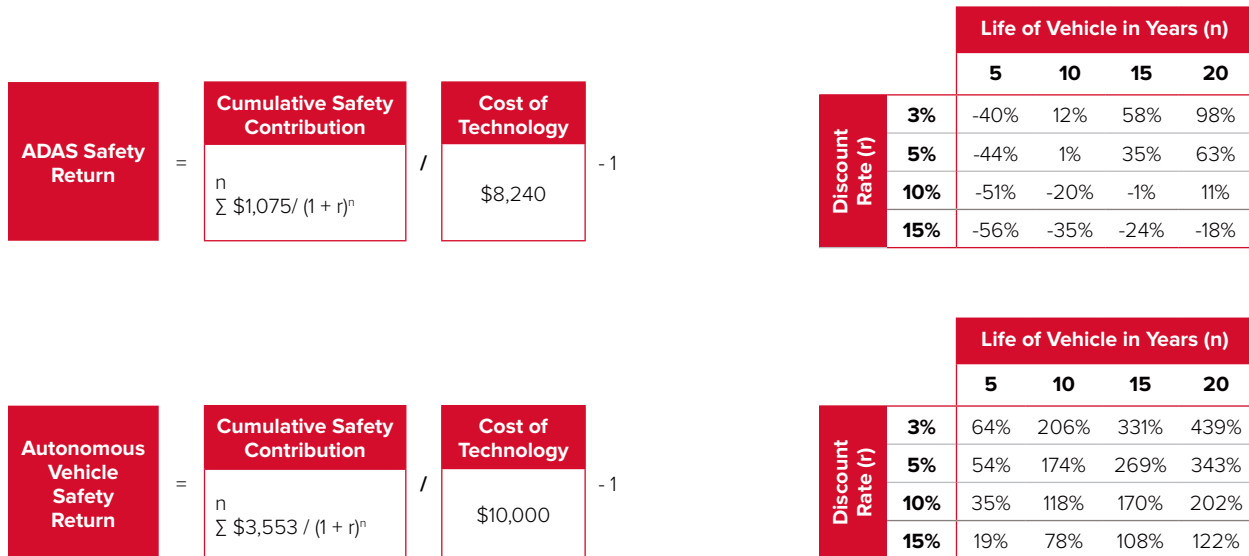 ADAS Safety
Return
=
Cumulative Safety
Contribution
n
Σ $1,075/ (1 + r)ⁿ
/
Cost of
Technology
$8,240
- 1
Life of Vehicle in Years (n)
5 10 15 20
Discount
Rate (r)
3% -40% 12% 58% 98%
5% -44% 1% 35% 63%
10% -51% -20% -1% 11%
15% -56% -35% -24% -18%
Autonomous
Vehicle
Safety
Return
=
Cumulative Safety
Contribution
n
Σ $3,553 / (1 + r)ⁿ
/
Cost of
Technology
$10,000
- 1
Life of Vehicle in Years (n)
5 10 15 20
Discount
Rate (r)
3% 64% 206% 331% 439%
5% 54% 174% 269% 343%
10% 35% 118% 170% 202%
15% 19% 78% 108% 122%